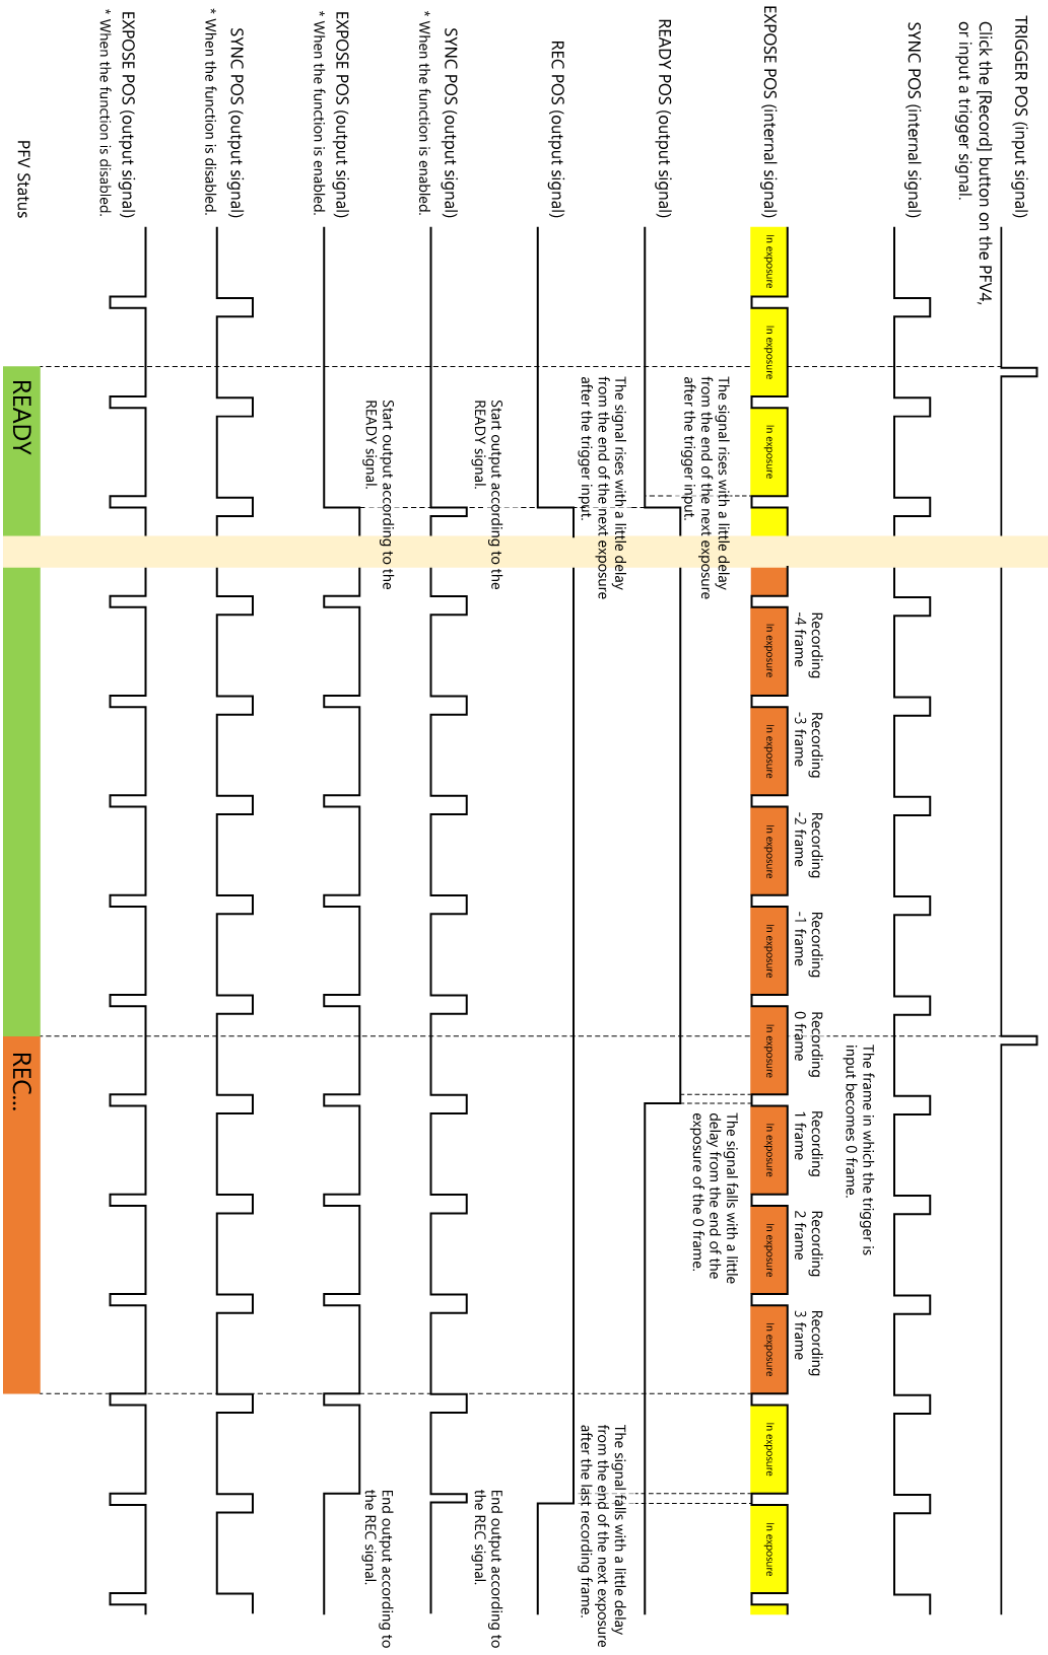 TRIGGER POS (input signal)
Click the [Record] button on the PFV4,
or input a trigger signal.
SYNC POS (internal signal)
The frame in which the trigger is
input becomes 0 frame.
Recording
-4 frame
Recording
-3 frame
Recording
-2 frame
Recording
-1 frame
Recording
0 frame
Recording
1 frame
Recording
2 frame
Recording
3 frame
EXPOSE POS (internal signal)
In exposure
In exposure
In exposure
In exposure
In exposure
In exposure
In exposure
In exposure
In exposure
In exposure
In exposure
In exposure
In exposure
The signal rises with a little delay
from the end of the next exposure
after the trigger input.
The signal falls with a little
delay from the end of the
exposure of the 0 frame.
READY POS (output signal)
The signal rises with a little delay
from the end of the next exposure
after the trigger input.
The signal falls with a little delay
from the end of the next exposure
after the last recording frame.
REC POS (output signal)
Start output according to the
READY signal.
End output according to
the REC signal.
SYNC POS (output signal)
* When the function is enabled.
Start output according to the
READY signal.
End output according to
the REC signal.
EXPOSE POS (output signal)
* When the function is enabled.
SYNC POS (output signal)
* When the function is disabled.
EXPOSE POS (output signal)
* When the function is disabled.
PFV Status
READY
REC...